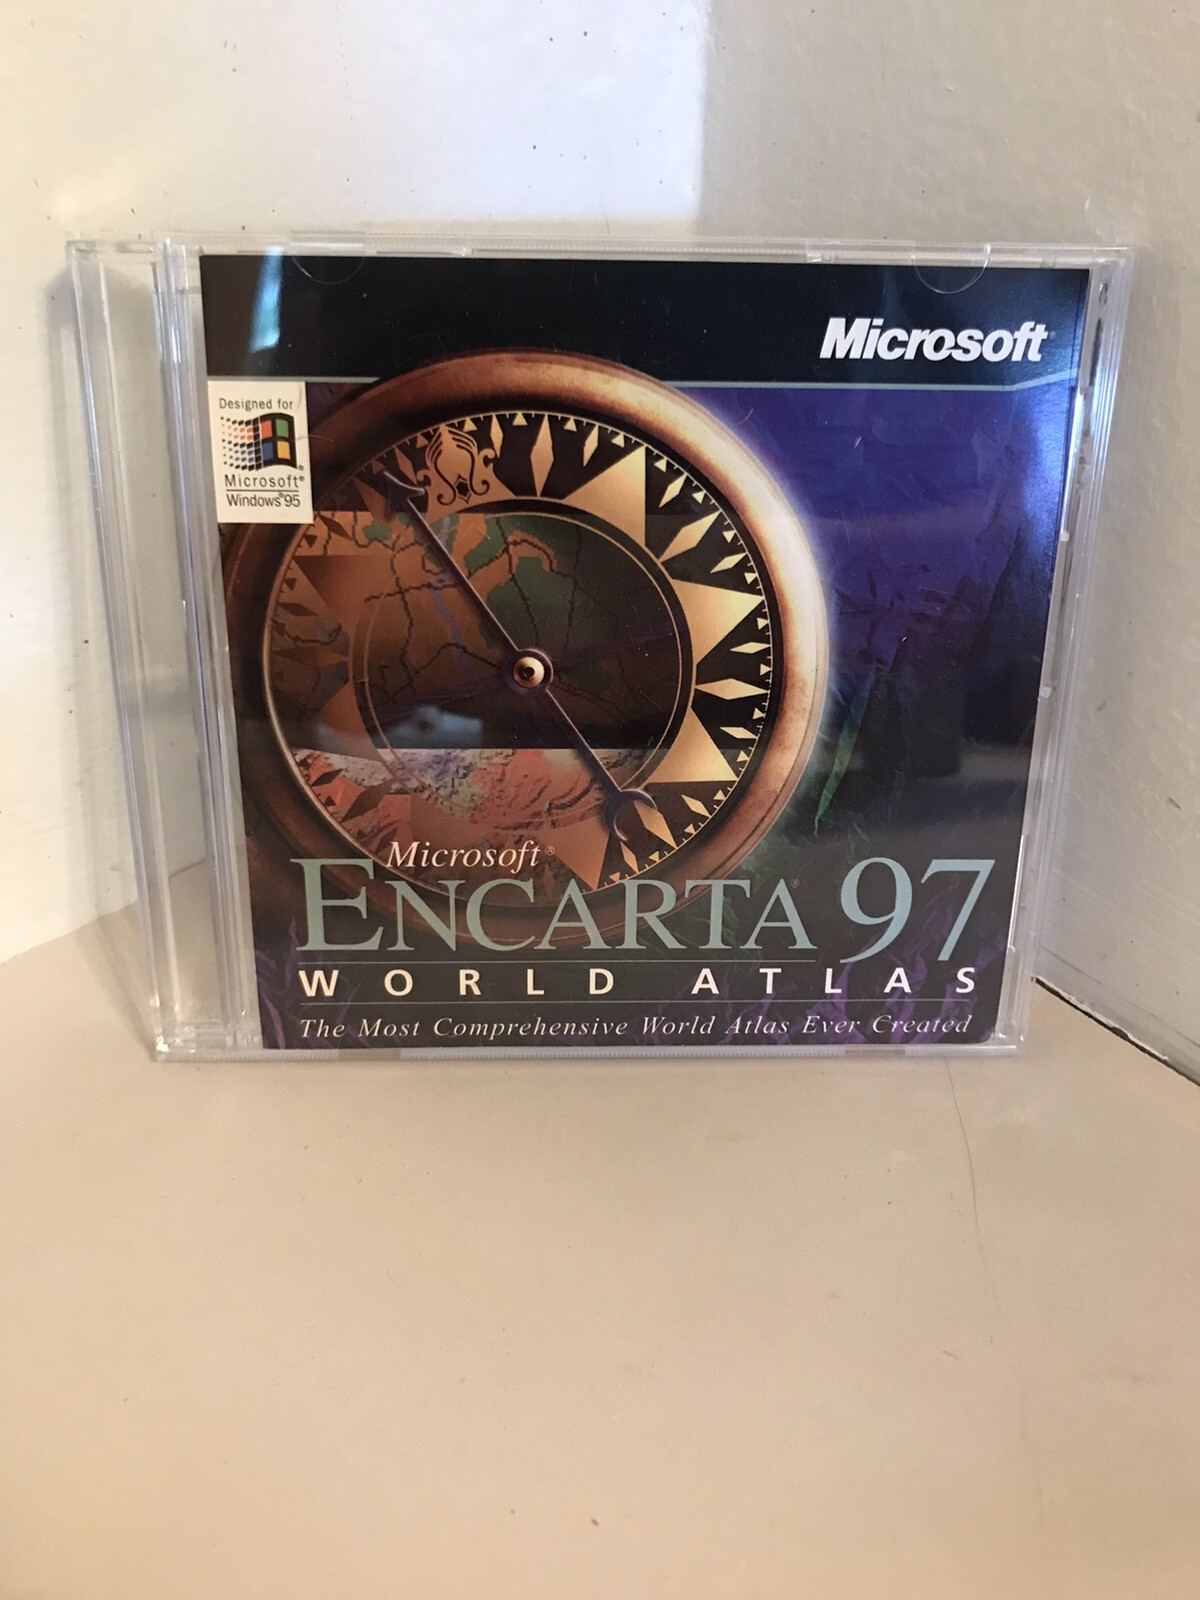 Microsoft®
Designed for
Microsoft®
Windows®95
Microsoft®
ENCARTA® 97
WORLD ATLAS
The Most Comprehensive World Atlas Ever Created